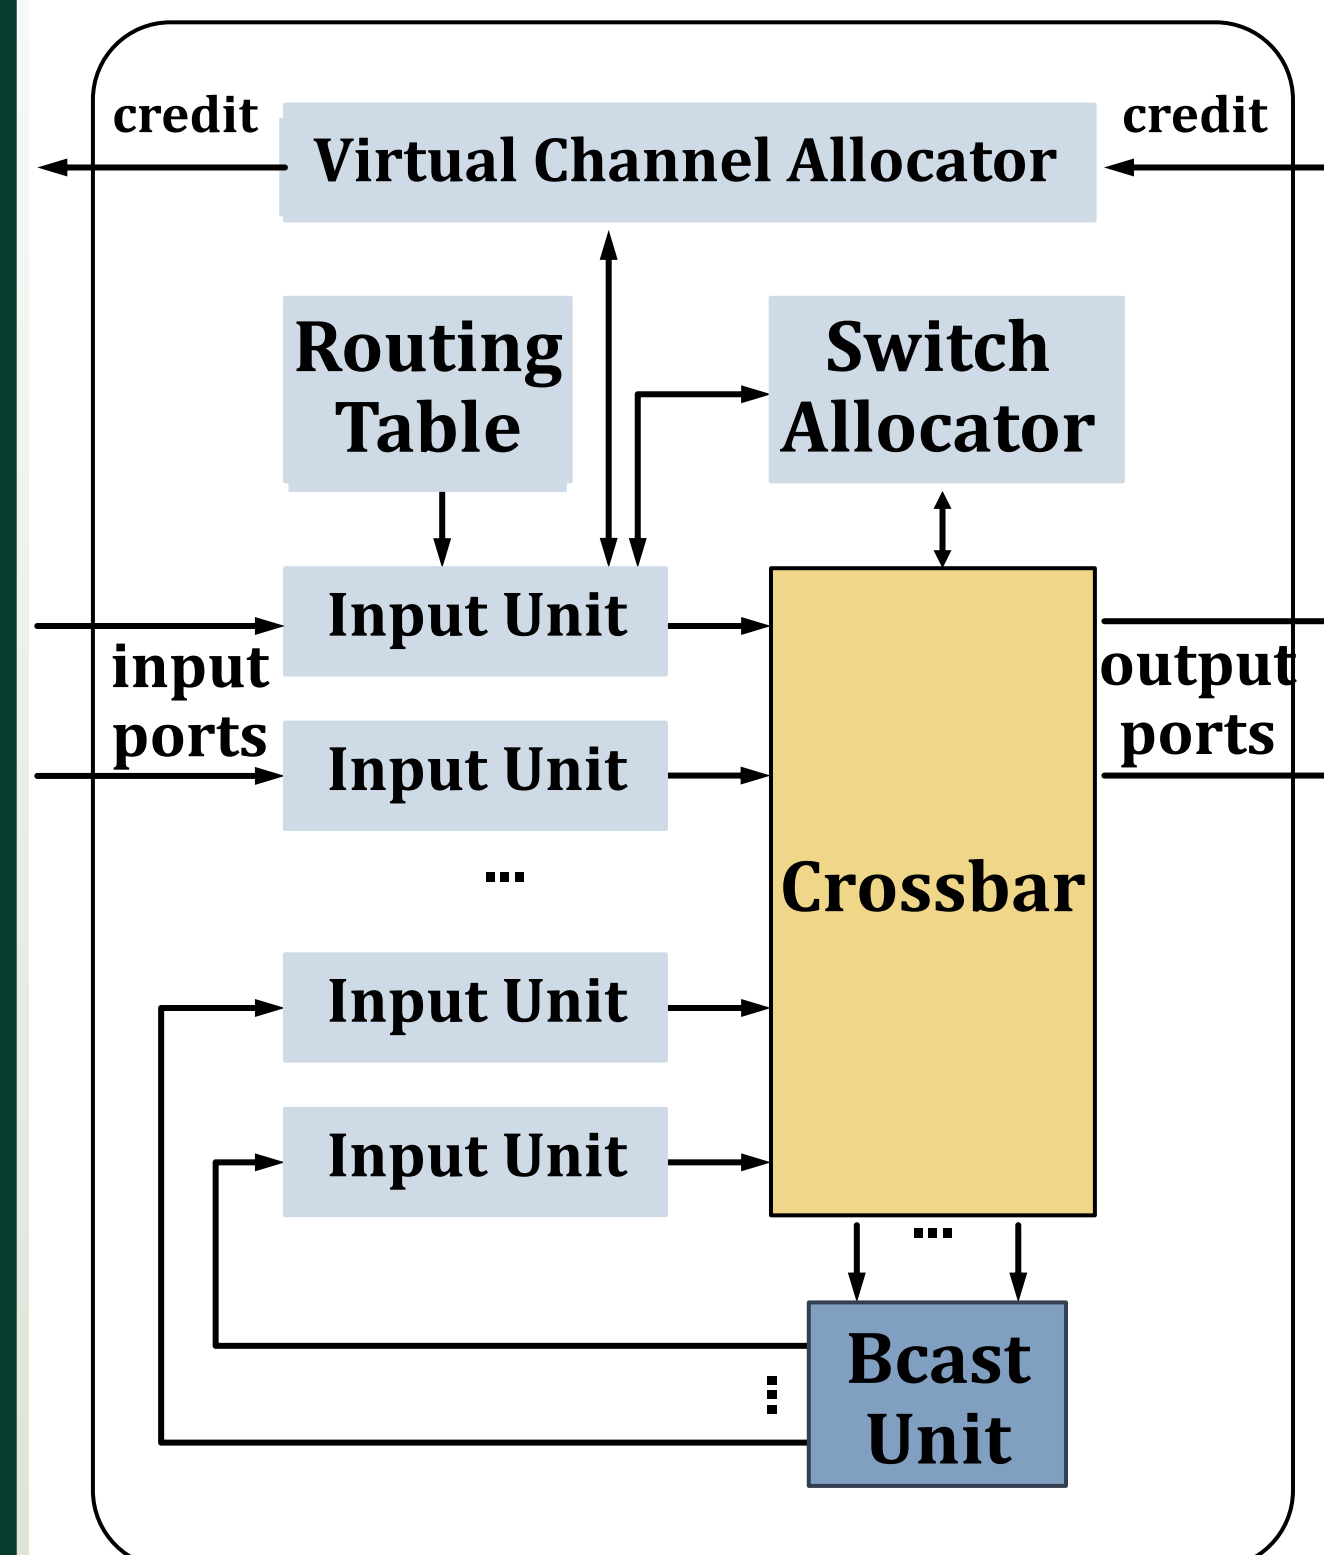 credit
Virtual Channel Allocator
credit
Routing
Table
Switch
Allocator
Input Unit
input
ports
output
ports
Input Unit
...
Crossbar
Input Unit
Input Unit
...
Bcast
Unit
...